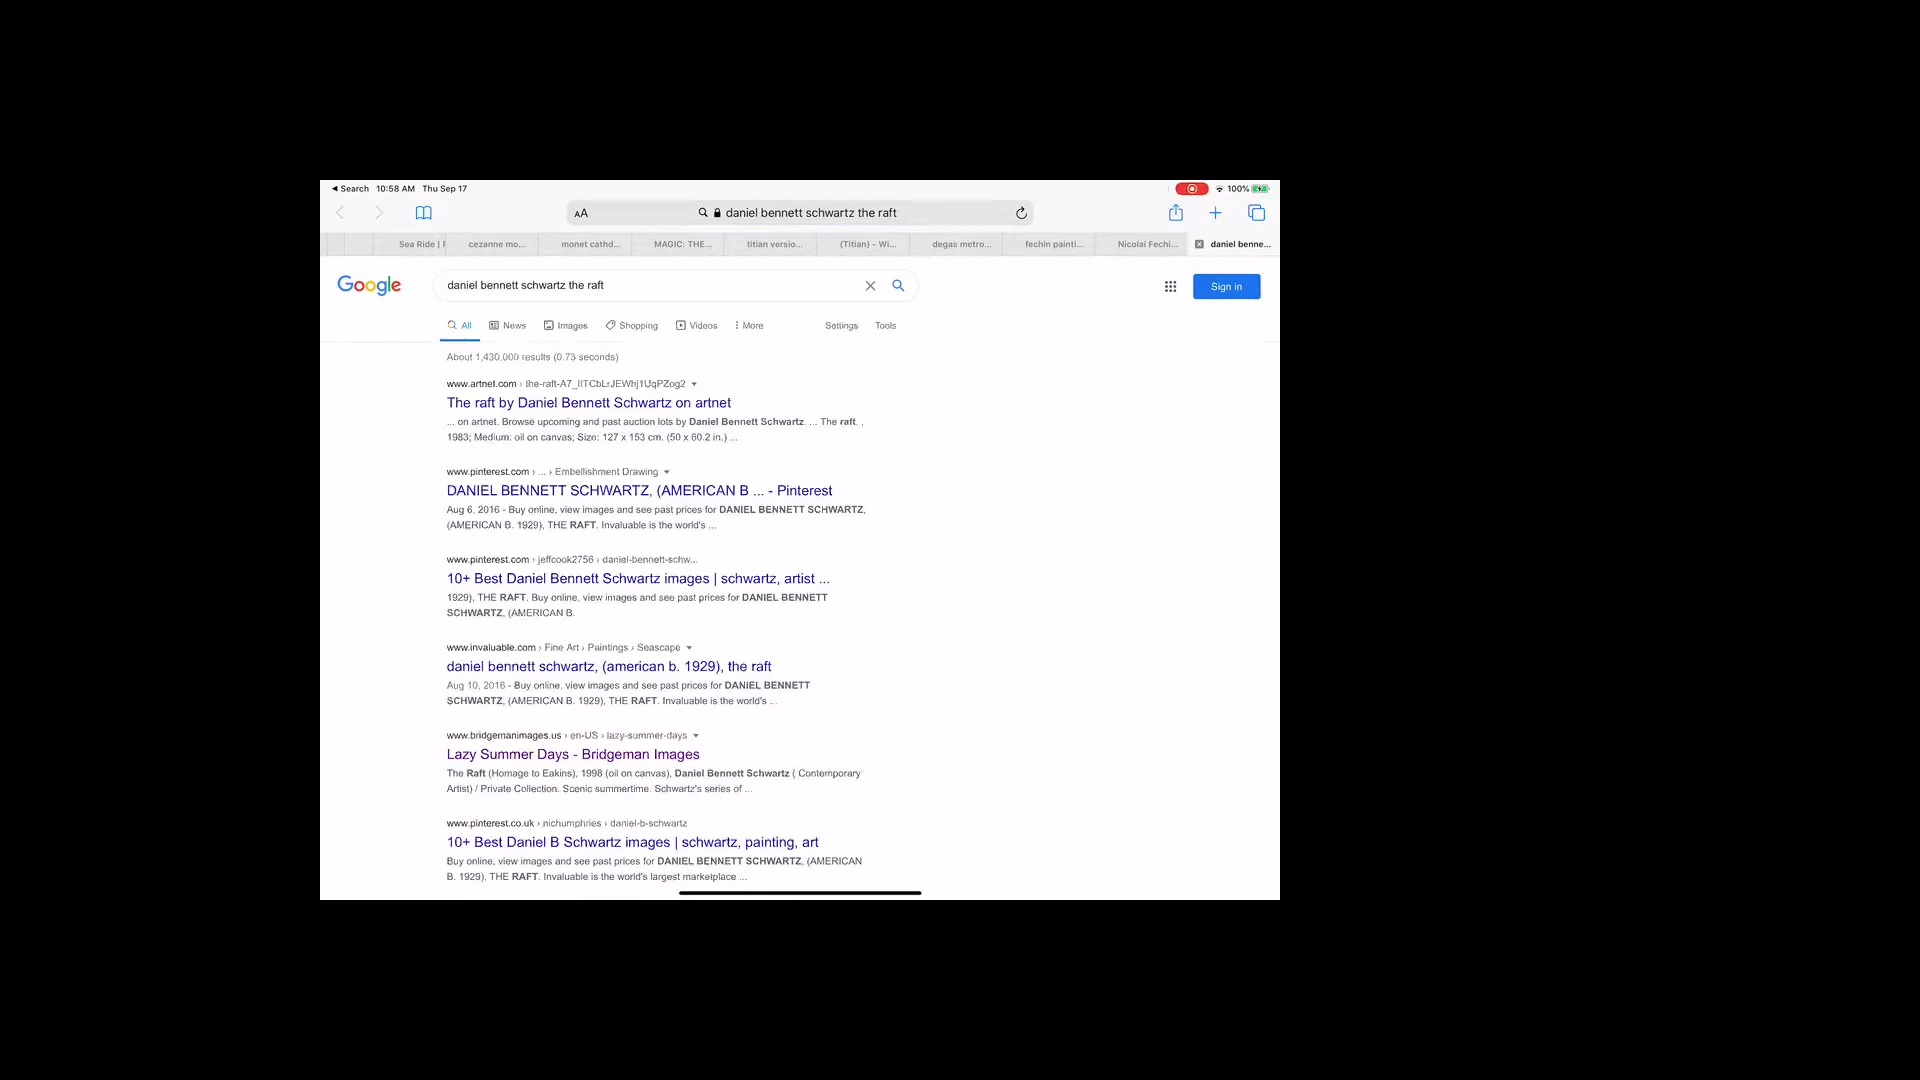 Search 10:58 AM Thu Sep 17 100%
AA daniel bennett schwartz the raft
Sea Ride | cezanne mo... monet cathd... MAGIC: THE... titian versio... (Titian) - Wi... degas metro... fechin painti... Nicolai Fechi... daniel benne...
Google daniel bennett schwartz the raft Sign in
All News Images Shopping Videos More Settings Tools
About 1,430,000 results (0.73 seconds)
www.artnet.com ›
The raft by Daniel Bennett Schwartz on artnet
... on artnet. Browse upcoming and past auction lots by Daniel Bennett Schwartz. ... The raft. ,
1983; Medium: oil on canvas; Size: 127 x 153 cm. (50 x 60.2 in.) ...
www.pinterest.com › ... › Embellishment Drawing
DANIEL BENNETT SCHWARTZ, (AMERICAN B ... - Pinterest
Aug 6, 2016 - Buy online, view images and see past prices for DANIEL BENNETT SCHWARTZ,
(AMERICAN B. 1929), THE RAFT. Invaluable is the world's ...
www.pinterest.com › jeffcook2756 › daniel-bennett-schw...
10+ Best Daniel Bennett Schwartz images | schwartz, artist ...
1929), THE RAFT. Buy online, view images and see past prices for DANIEL BENNETT
SCHWARTZ, (AMERICAN B.
www.invaluable.com › Fine Art › Paintings › Seascape
daniel bennett schwartz, (american b. 1929), the raft
Aug 10, 2016 - Buy online, view images and see past prices for DANIEL BENNETT
SCHWARTZ, (AMERICAN B. 1929), THE RAFT. Invaluable is the world's ...
www.bridgemanimages.us › en-US › lazy-summer-days
Lazy Summer Days - Bridgeman Images
The Raft (Homage to Eakins), 1998 (oil on canvas), Daniel Bennett Schwartz ( Contemporary
Artist) / Private Collection. Scenic summertime. Schwartz's series of ...
www.pinterest.co.uk › nichumphries › daniel-b-schwartz
10+ Best Daniel B Schwartz images | schwartz, painting, art
Buy online, view images and see past prices for DANIEL BENNETT SCHWARTZ, (AMERICAN
B. 1929), THE RAFT. Invaluable is the world's largest marketplace ...